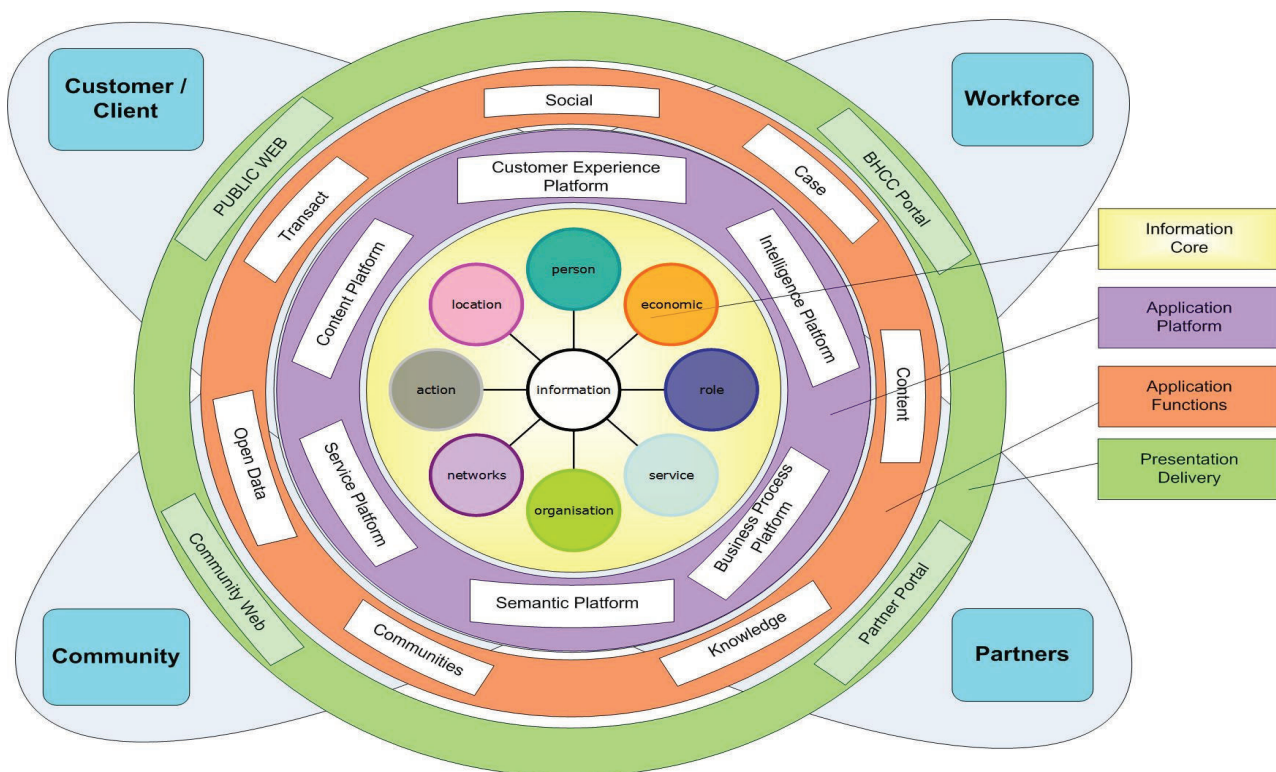 Customer /
Client
Workforce
Social
PUBLIC WEB
BHCC Portal
Transact
Case
Customer Experience
Platform
Content Platform
Intelligence Platform
person
location
economic
action
information
role
networks
service
organisation
Content
Open Data
Service Platform
Business Process
Platform
Semantic Platform
Community Web
Communities
Knowledge
Partner Portal
Community
Partners
Information
Core
Application
Platform
Application
Functions
Presentation
Delivery